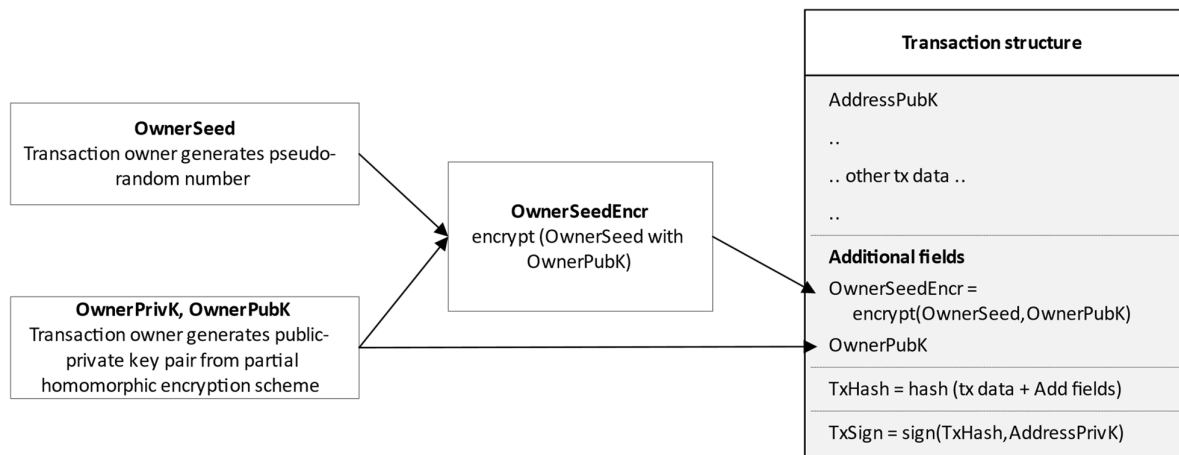 OwnerSeed
Transaction owner generates pseudo-
random number
OwnerPrivK, OwnerPubK
Transaction owner generates public-
private key pair from partial
homomorphic encryption scheme
OwnerSeedEncr
encrypt (OwnerSeed with
OwnerPubK)
Transaction structure
AddressPubK
..
.. other tx data ..
..
Additional fields
OwnerSeedEncr =
encrypt(OwnerSeed,OwnerPubK)
OwnerPubK
TxHash = hash (tx data + Add fields)
TxSign = sign(TxHash,AddressPrivK)